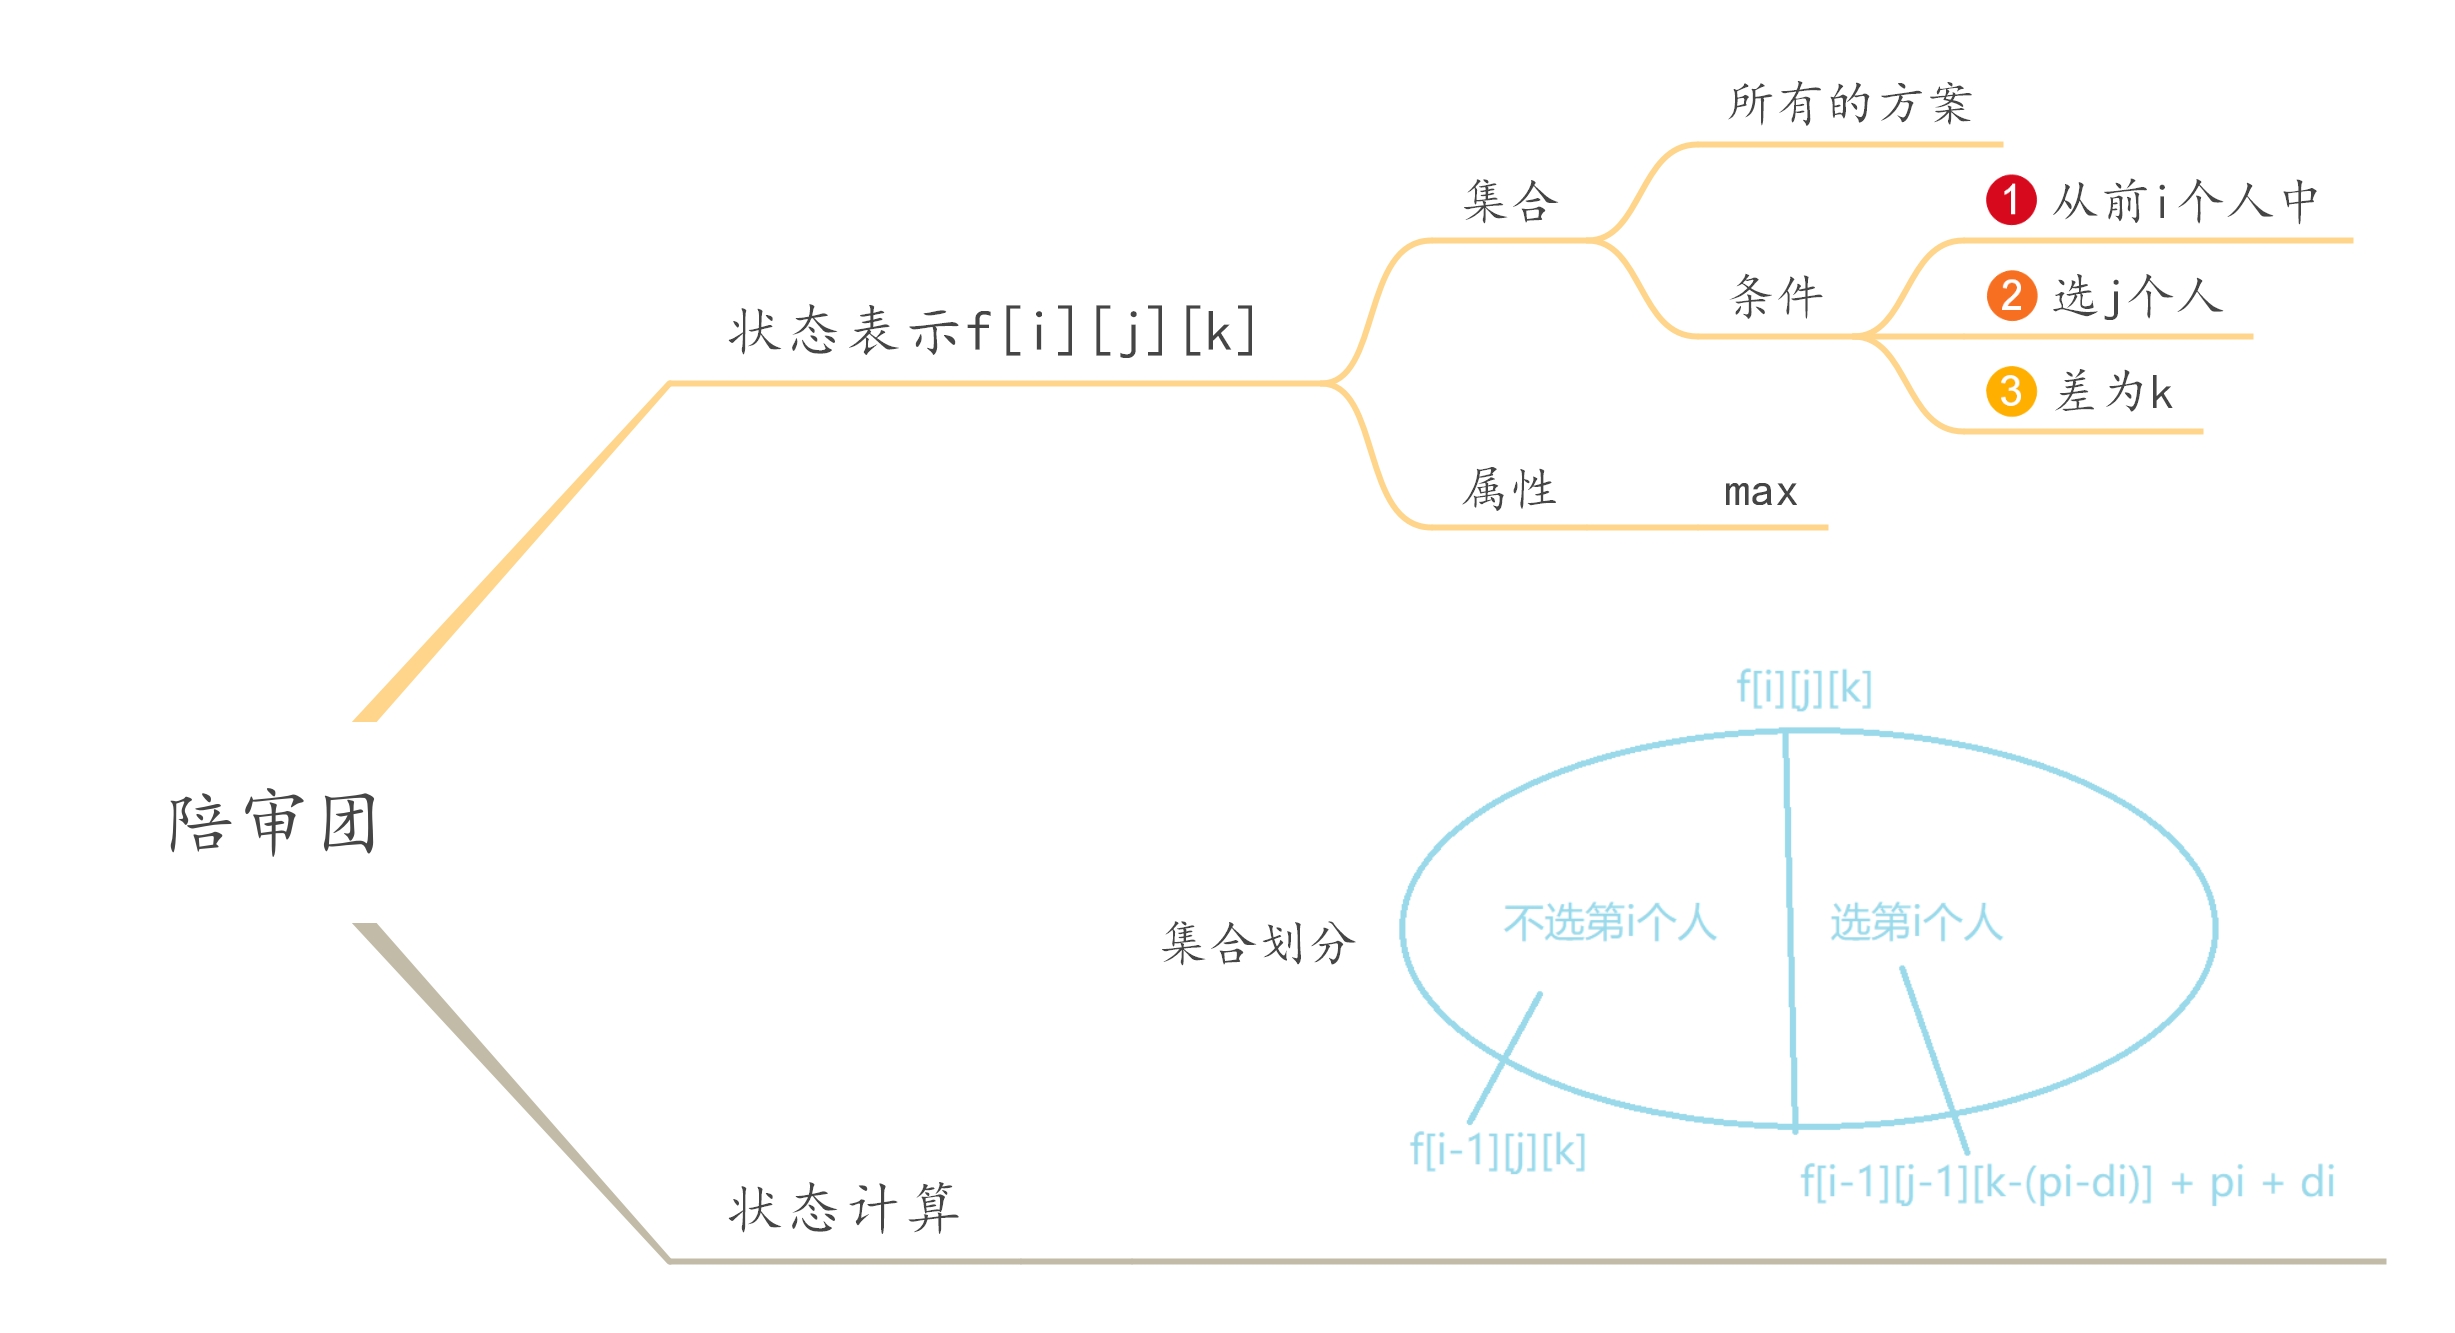 陪审团
状态表示f[i][j][k]
集合
所有的方案
条件
1 从前i个人中
2 选j个人
3 差为k
属性
max
状态计算
集合划分
f[i][j][k]
不选第i个人
选第i个人
f[i-1][j][k]
f[i-1][j-1][k-(pi-di)] + pi + di